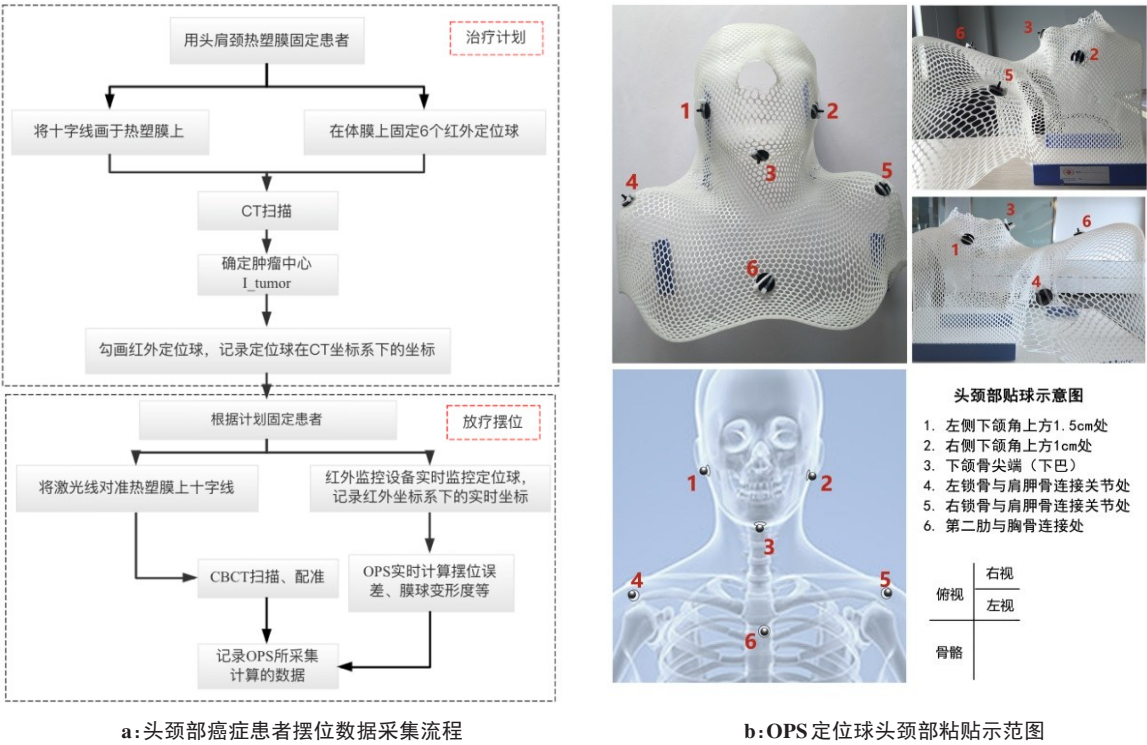 用头肩颈热塑膜固定患者
治疗计划
将十字线画于热塑膜上
在体膜上固定6个红外定位球
CT扫描
确定肿瘤中心
I_tumor
勾画红外定位球，记录定位球在CT坐标系下的坐标
根据计划固定患者
放疗摆位
将激光线对准热塑膜上十字线
红外监控设备实时监控定位球，
记录红外坐标系下的实时坐标
CBCT扫描、配准
OPS实时计算摆位误
差、膜球变形度等
记录OPS所采集
计算的数据
a:头颈部癌症患者摆位数据采集流程
1
2
3
4
5
6
6
3
2
5
3
6
1
4
1
2
3
4
5
6
头颈部贴球示意图
1. 左侧下颌角上方1.5cm处
2. 右侧下颌角上方1cm处
3. 下颌骨尖端（下巴）
4. 左锁骨与肩胛骨连接关节处
5. 右锁骨与肩胛骨连接关节处
6. 第二肋与胸骨连接处
俯视
右视
左视
骨骼
b:OPS定位球头颈部粘贴示范图